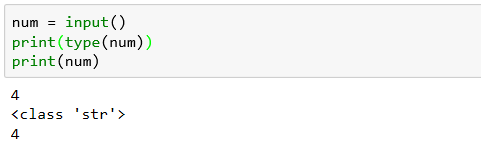 num = input()
print(type(num))
print(num)
4
<class 'str'>
4